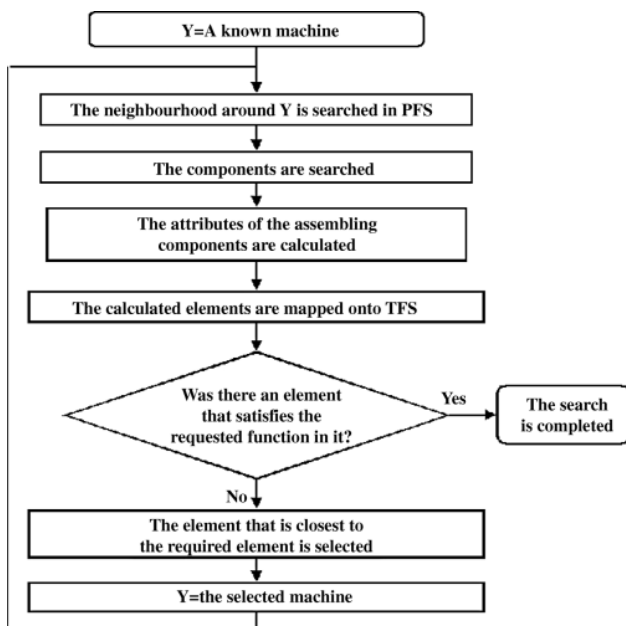 Y=A known machine
The neighbourhood around Y is searched in PFS
The components are searched
The attributes of the assembling
components are calculated
The calculated elements are mapped onto TFS
Was there an element
that satisfies the
requested function in it?
Yes
The search
is completed
No
The element that is closest to
the required element is selected
Y=the selected machine